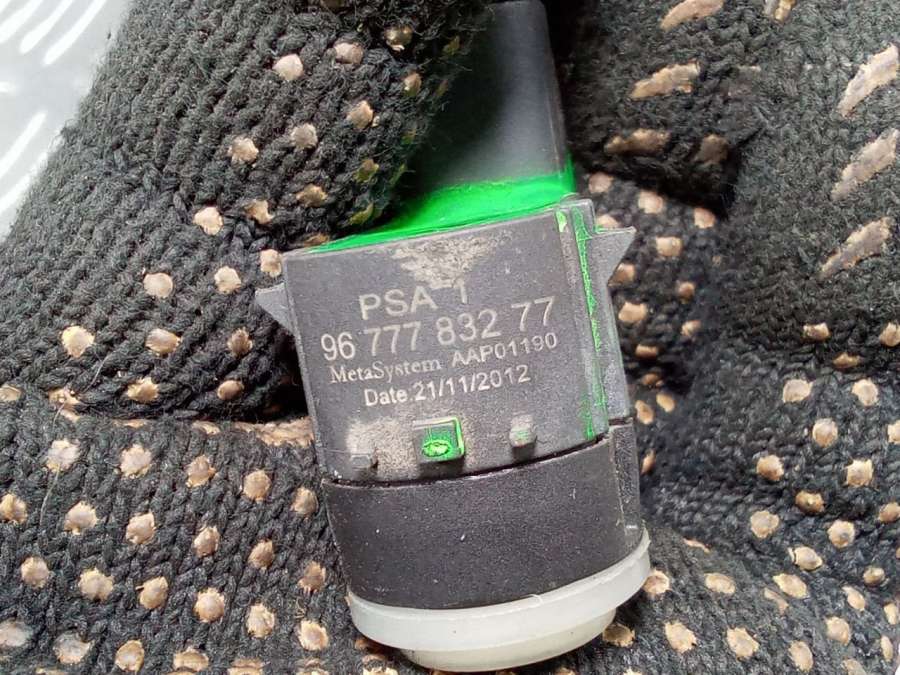 PSA 1
96 777 832 77
MetaSystem AAP01190
Date.21/11/2012